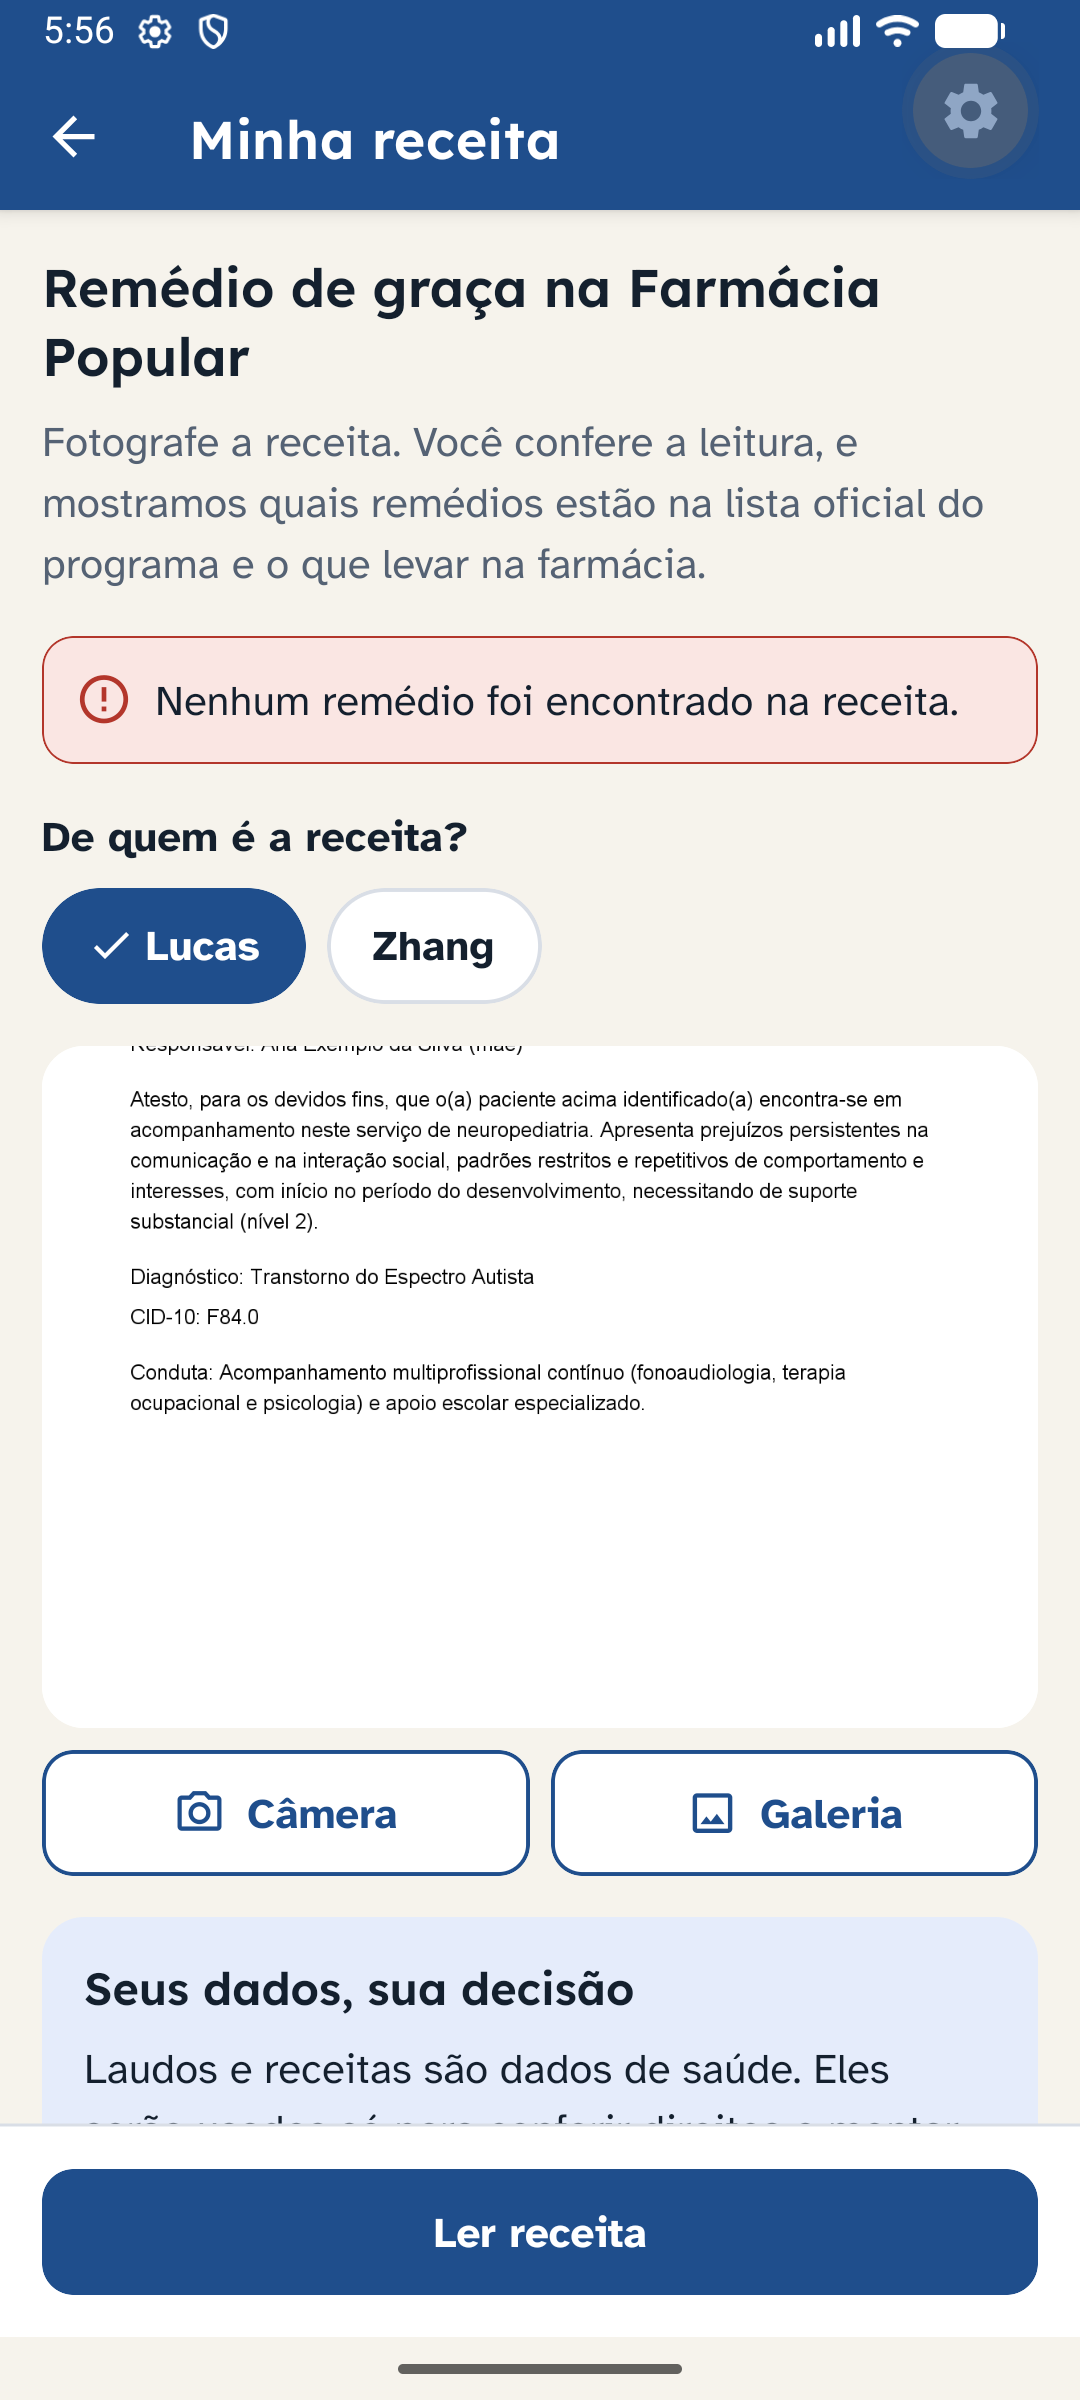 5:56
Minha receita
Remédio de graça na Farmácia
Popular
Fotografe a receita. Você confere a leitura, e
mostramos quais remédios estão na lista oficial do
programa e o que levar na farmácia.
Nenhum remédio foi encontrado na receita.
De quem é a receita?
Lucas
Zhang
Responsável: Ana Exemplo da Silva (mãe)
Atesto, para os devidos fins, que o(a) paciente acima identificado(a) encontra-se em
acompanhamento neste serviço de neuropediatria. Apresenta prejuízos persistentes na
comunicação e na interação social, padrões restritos e repetitivos de comportamento e
interesses, com início no período do desenvolvimento, necessitando de suporte
substancial (nível 2).
Diagnóstico: Transtorno do Espectro Autista
CID-10: F84.0
Conduta: Acompanhamento multiprofissional contínuo (fonoaudiologia, terapia
ocupacional e psicologia) e apoio escolar especializado.
Câmera
Galeria
Seus dados, sua decisão
Laudos e receitas são dados de saúde. Eles
Ler receita